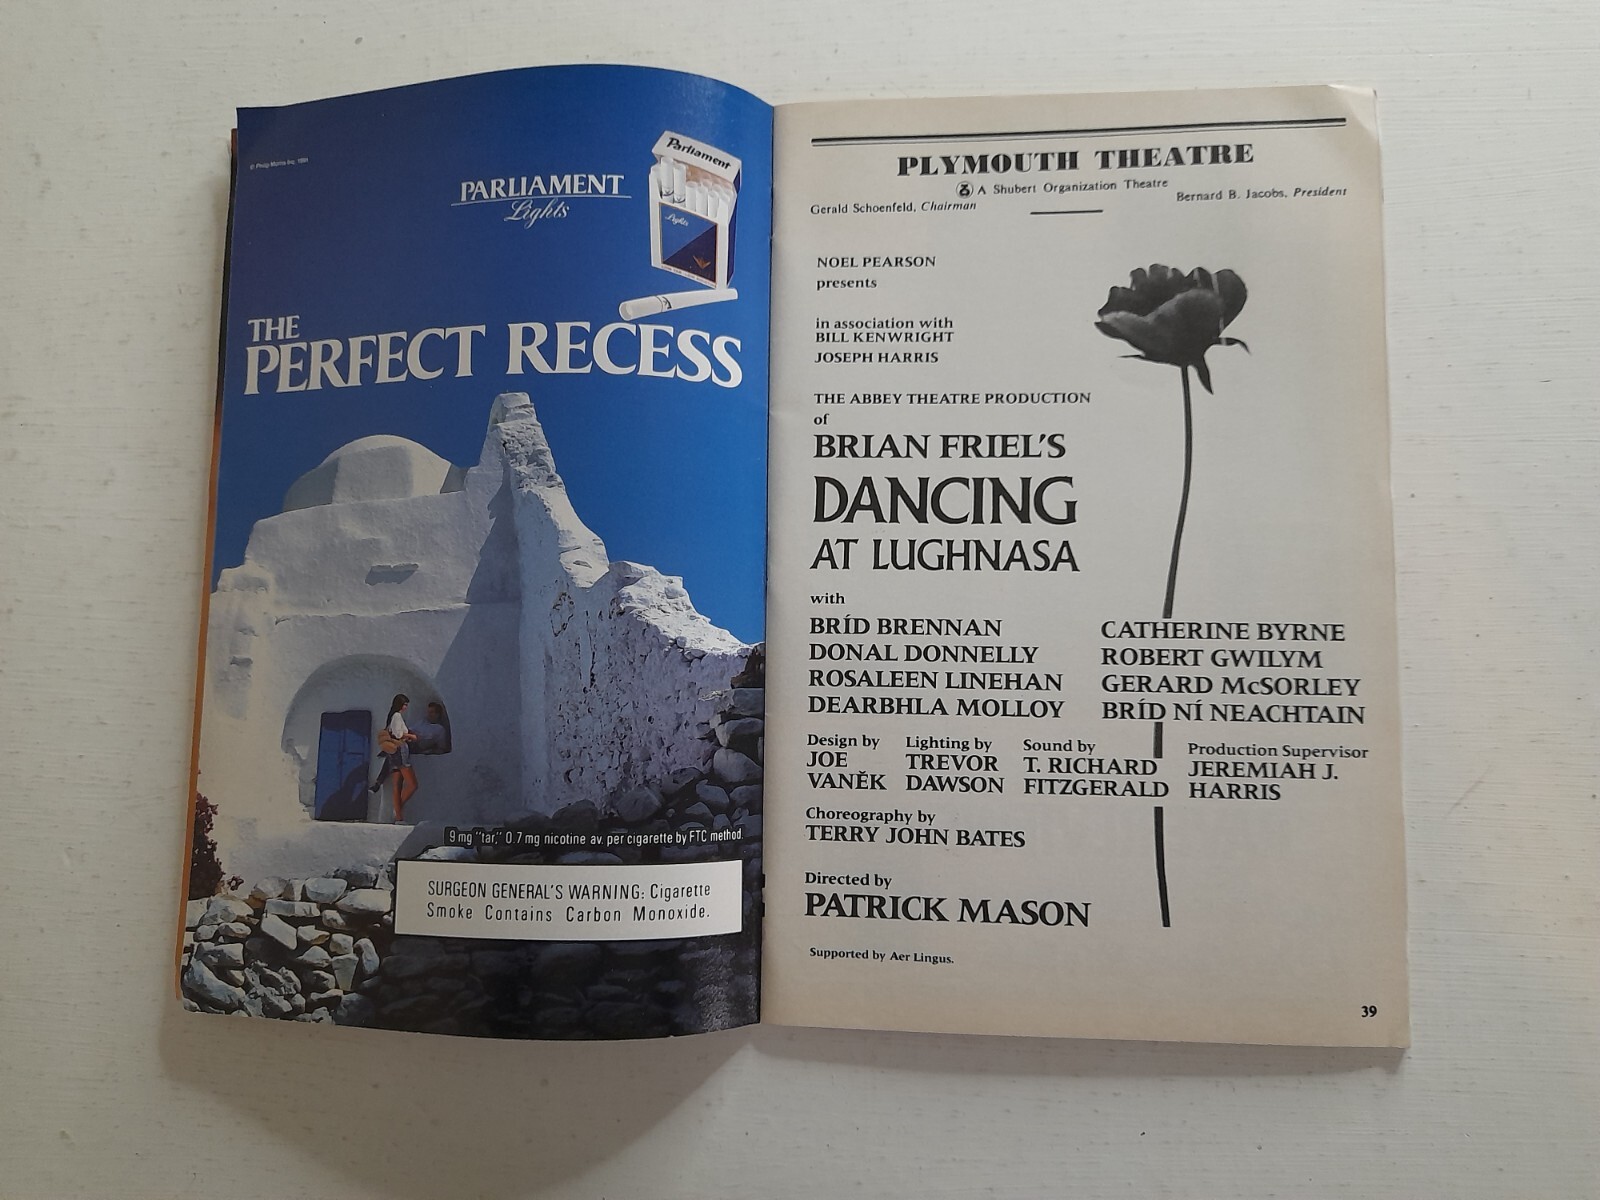 © Philip Morris Inc. 1991
PARLIAMENT
Lights
Parliament
Lights
THE
PERFECT RECESS
9 mg "tar," 0.7 mg nicotine av. per cigarette by FTC method.
SURGEON GENERAL'S WARNING: Cigarette
Smoke Contains Carbon Monoxide.
PLYMOUTH THEATRE
A Shubert Organization Theatre
Gerald Schoenfeld, Chairman
Bernard B. Jacobs, President
NOEL PEARSON
presents
in association with
BILL KENWRIGHT
JOSEPH HARRIS
THE ABBEY THEATRE PRODUCTION
of
BRIAN FRIEL'S
DANCING
AT LUGHNASA
with
BRÍD BRENNAN CATHERINE BYRNE
DONAL DONNELLY ROBERT GWILYM
ROSALEEN LINEHAN GERARD McSORLEY
DEARBHLA MOLLOY BRÍD NÍ NEACHTAIN
Design by Lighting by Sound by Production Supervisor
JOE TREVOR T. RICHARD JEREMIAH J.
VANĚK DAWSON FITZGERALD HARRIS
Choreography by
TERRY JOHN BATES
Directed by
PATRICK MASON
Supported by Aer Lingus.
39